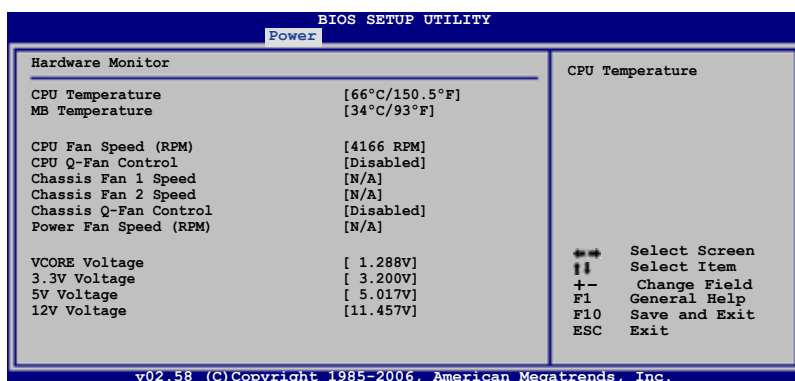 BIOS SETUP UTILITY
Power
Hardware Monitor
CPU Temperature [66°C/150.5°F]
MB Temperature [34°C/93°F]
CPU Fan Speed (RPM) [4166 RPM]
CPU Q-Fan Control [Disabled]
Chassis Fan 1 Speed [N/A]
Chassis Fan 2 Speed [N/A]
Chassis Q-Fan Control [Disabled]
Power Fan Speed (RPM) [N/A]
VCORE Voltage [ 1.288V]
3.3V Voltage [ 3.200V]
5V Voltage [ 5.017V]
12V Voltage [11.457V]
CPU Temperature
←→ Select Screen
↑↓ Select Item
+- Change Field
F1 General Help
F10 Save and Exit
ESC Exit
v02.58 (C)Copyright 1985-2006, American Megatrends, Inc.